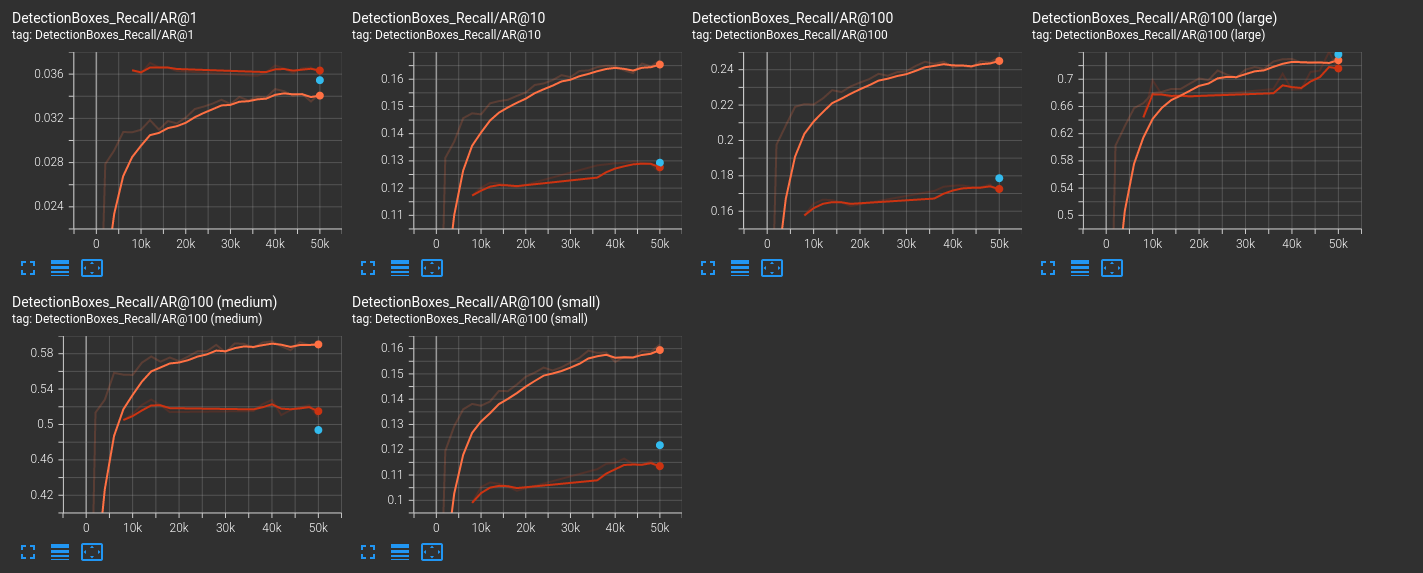 DetectionBoxes_Recall/AR@1
tag: DetectionBoxes_Recall/AR@1
0.036
0.032
0.028
0.024
0 10k 20k 30k 40k 50k
DetectionBoxes_Recall/AR@10
tag: DetectionBoxes_Recall/AR@10
0.16
0.15
0.14
0.13
0.12
0.11
0 10k 20k 30k 40k 50k
DetectionBoxes_Recall/AR@100
tag: DetectionBoxes_Recall/AR@100
0.24
0.22
0.2
0.18
0.16
0 10k 20k 30k 40k 50k
DetectionBoxes_Recall/AR@100 (large)
tag: DetectionBoxes_Recall/AR@100 (large)
0.7
0.66
0.62
0.58
0.54
0.5
0 10k 20k 30k 40k 50k
DetectionBoxes_Recall/AR@100 (medium)
tag: DetectionBoxes_Recall/AR@100 (medium)
0.58
0.54
0.5
0.46
0.42
0 10k 20k 30k 40k 50k
DetectionBoxes_Recall/AR@100 (small)
tag: DetectionBoxes_Recall/AR@100 (small)
0.16
0.15
0.14
0.13
0.12
0.11
0.1
0 10k 20k 30k 40k 50k